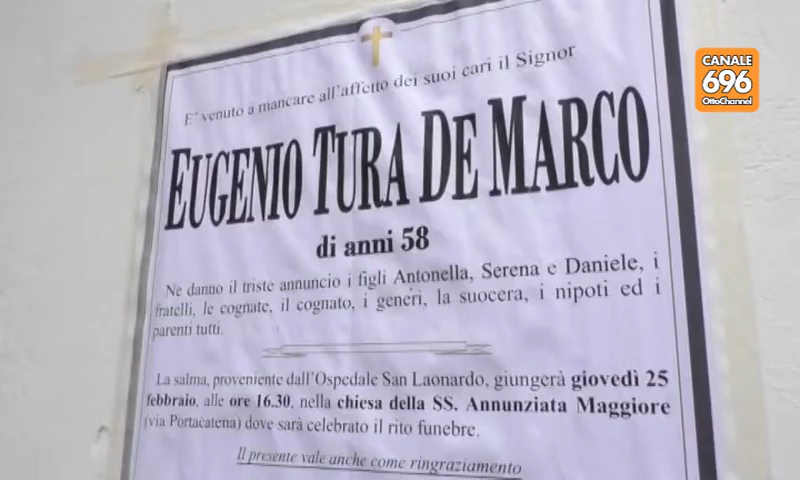 CANALE
696
OttoChannel
E' venuto a mancare all'affetto dei suoi cari il Signor
EUGENIO TURA DE MARCO
di anni 58
Ne danno il triste annuncio i figli Antonella, Serena e Daniele, i
fratelli, le cognate, il cognato, i generi, la suocera, i nipoti ed i
parenti tutti.
La salma, proveniente dall'Ospedale San Laonardo, giungerà giovedì 25
febbraio, alle ore 16.30, nella chiesa della SS. Annunziata Maggiore
(via Portacatena) dove sarà celebrato il rito funebre.
Il presente vale anche come ringraziamento